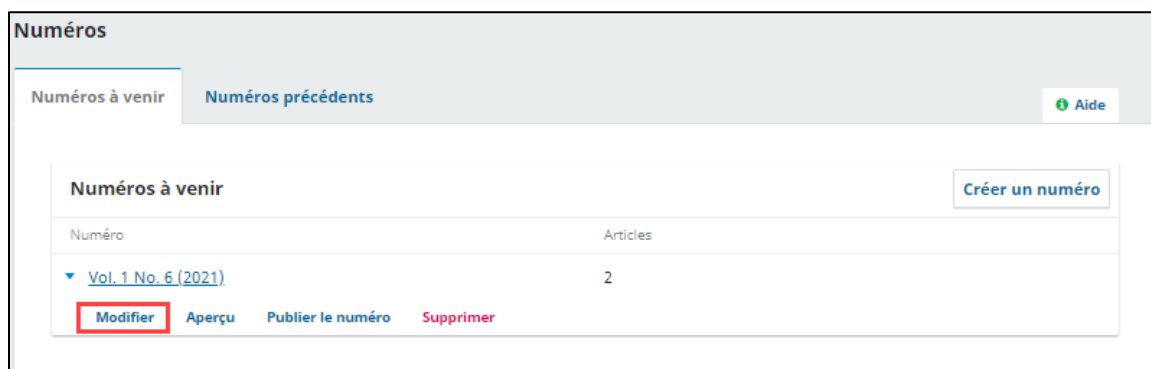 Numéros
Numéros à venir Numéros précédents Aide
Numéros à venir Créer un numéro
Numéro Articles
Vol. 1 No. 6 (2021) 2
Modifier Aperçu Publier le numéro Supprimer